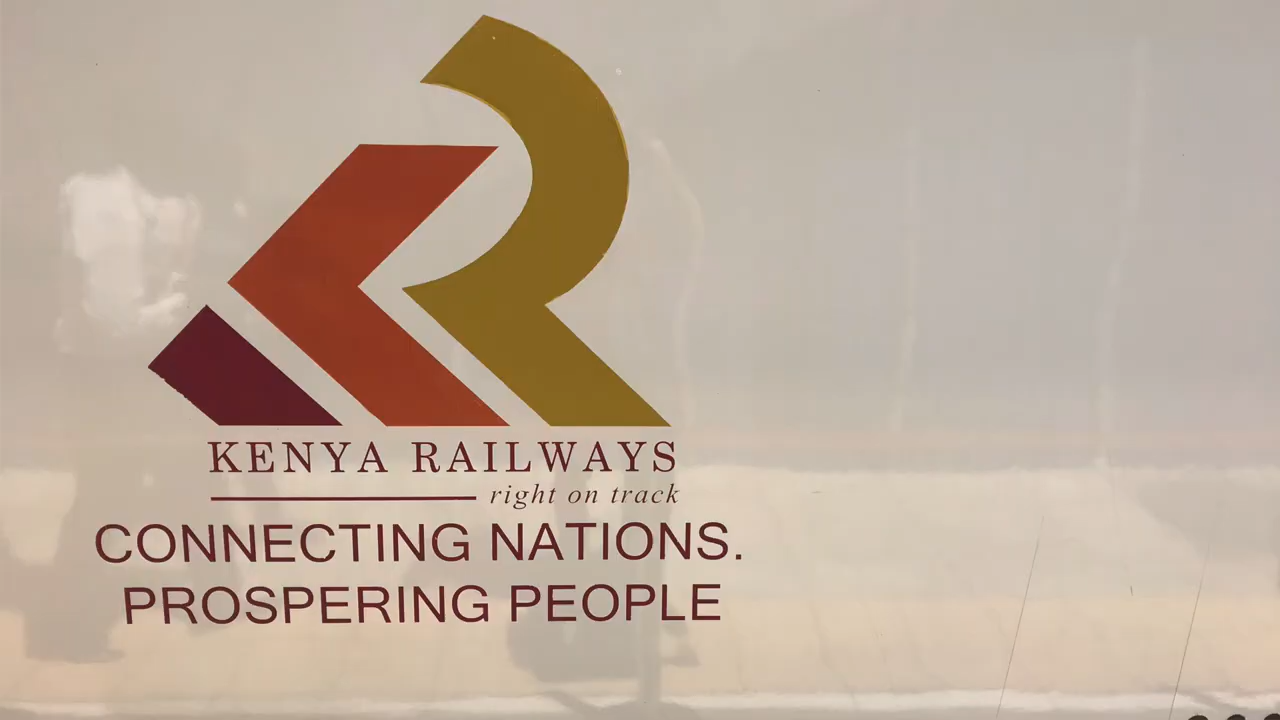 KENYA RAILWAYS
right on track
CONNECTING NATIONS.
PROSPERING PEOPLE